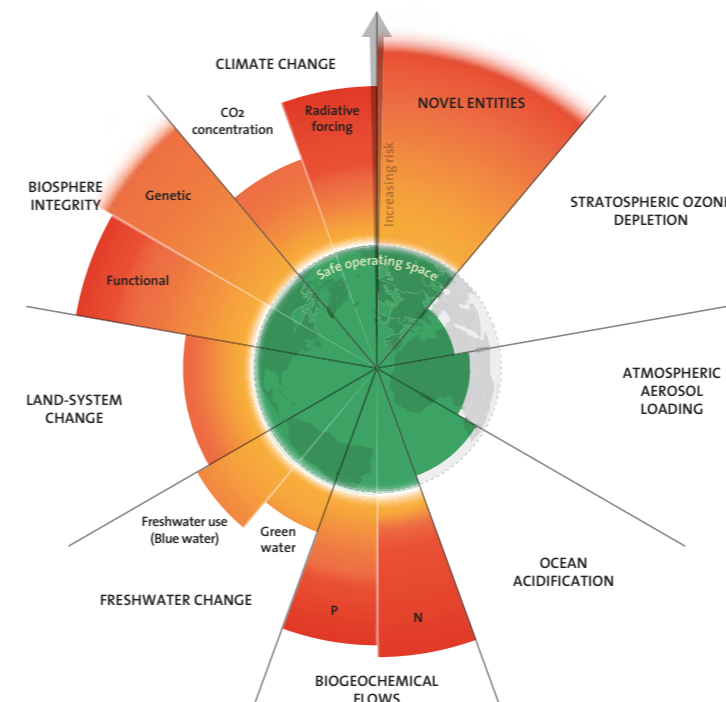 CLIMATE CHANGE
CO2
concentration
Radiative
forcing
NOVEL ENTITIES
Increasing risk
BIOSPHERE
INTEGRITY
Genetic
STRATOSPHERIC OZONE
DEPLETION
Functional
Safe operating space
LAND-SYSTEM
CHANGE
ATMOSPHERIC
AEROSOL
LOADING
Freshwater use
(Blue water)
Green
water
FRESHWATER CHANGE
OCEAN
ACIDIFICATION
P
N
BIOGEOCHEMICAL
FLOWS